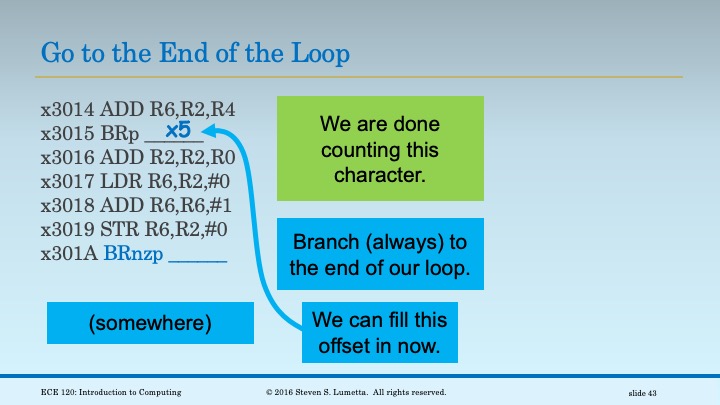 Go to the End of the Loop
x3014 ADD R6,R2,R4
x3015 BRp ______ x5
x3016 ADD R2,R2,R0
x3017 LDR R6,R2,#0
x3018 ADD R6,R6,#1
x3019 STR R6,R2,#0
x301A BRnzp ______
We are done
counting this
character.
Branch (always) to
the end of our loop.
(somewhere)
We can fill this
offset in now.
ECE 120: Introduction to Computing
© 2016 Steven S. Lumetta. All rights reserved.
slide 43